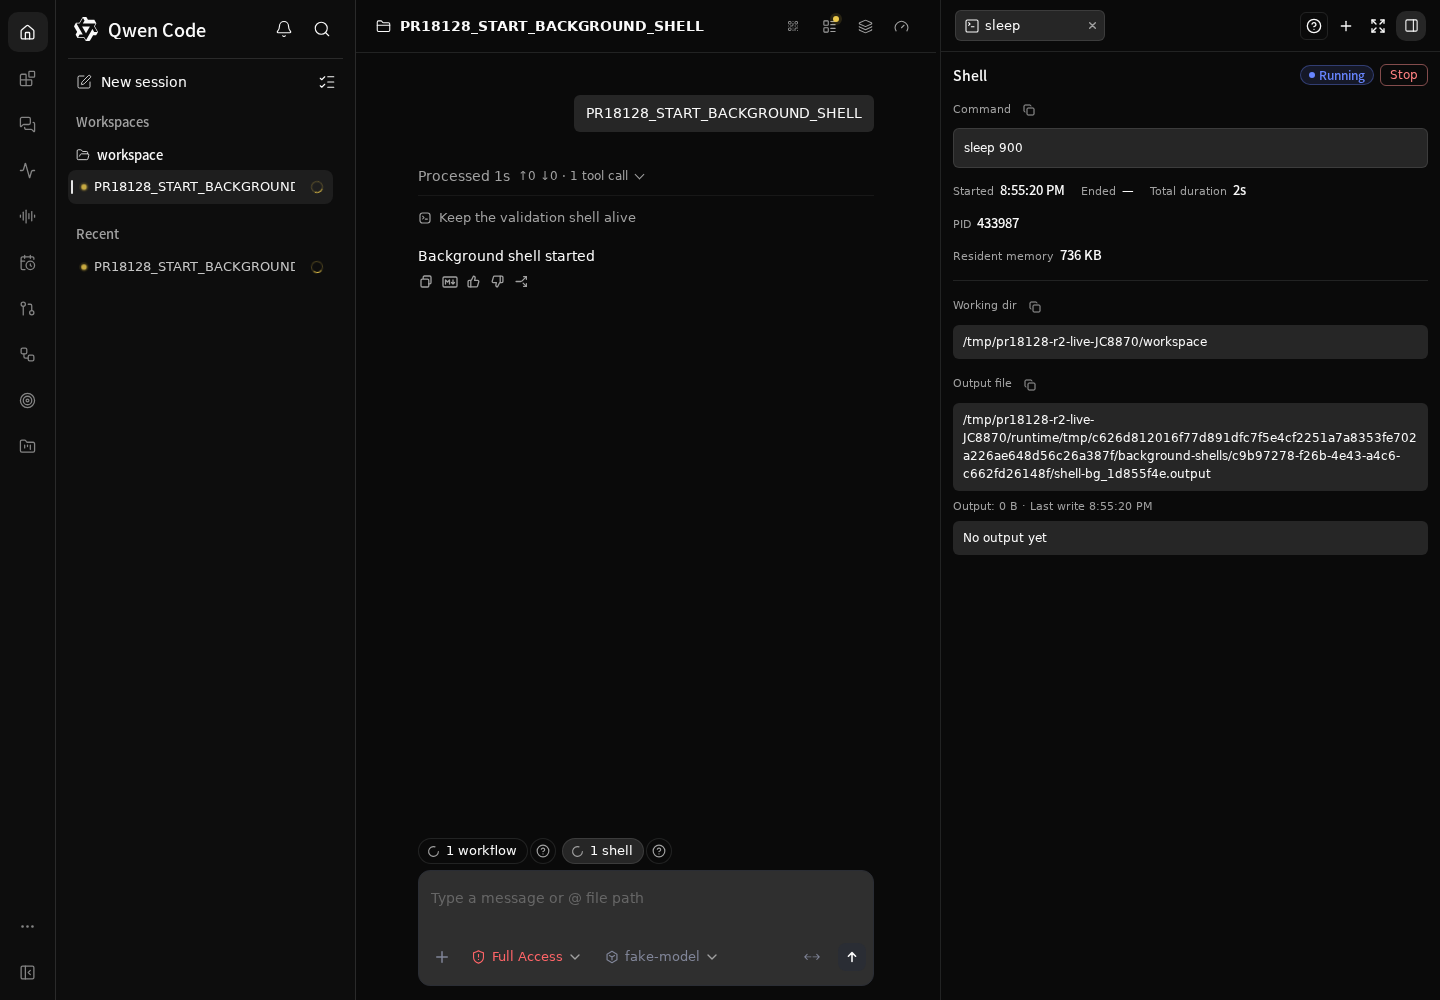 Qwen Code
New session
Workspaces
workspace
PR18128_START_BACKGROUND
Recent
PR18128_START_BACKGROUND
PR18128_START_BACKGROUND_SHELL
PR18128_START_BACKGROUND_SHELL
Processed 1s ↑0 ↓0 · 1 tool call
Keep the validation shell alive
Background shell started
1 workflow
1 shell
Type a message or @ file path
Full Access
fake-model
sleep
Shell
Running
Stop
Command
sleep 900
Started 8:55:20 PM Ended — Total duration 2s
PID 433987
Resident memory 736 KB
Working dir
/tmp/pr18128-r2-live-JC8870/workspace
Output file
/tmp/pr18128-r2-live-
JC8870/runtime/tmp/c626d812016f77d891dfc7f5e4cf2251a7a8353fe702
a226ae648d56c26a387f/background-shells/c9b97278-f26b-4e43-a4c6-
c662fd26148f/shell-bg_1d855f4e.output
Output: 0 B · Last write 8:55:20 PM
No output yet